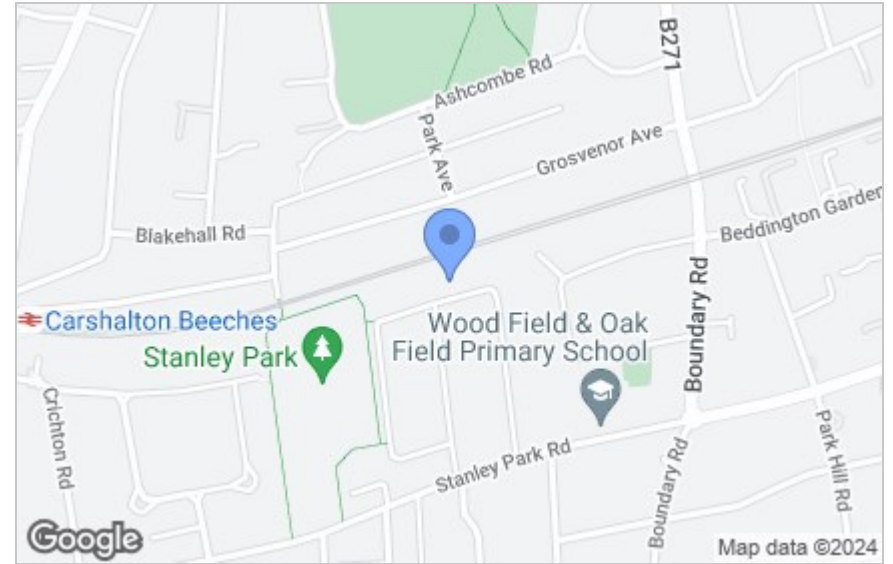 B271
Ashcombe Rd
Park Ave
Grosvenor Ave
Blakehall Rd
Beddington Garden
Carshalton Beeches
Wood Field & Oak
Field Primary School
Boundary Rd
Stanley Park
Crichton Rd
Stanley Park Rd
Park Hill Rd
Boundary Rd
Google
Map data ©2024